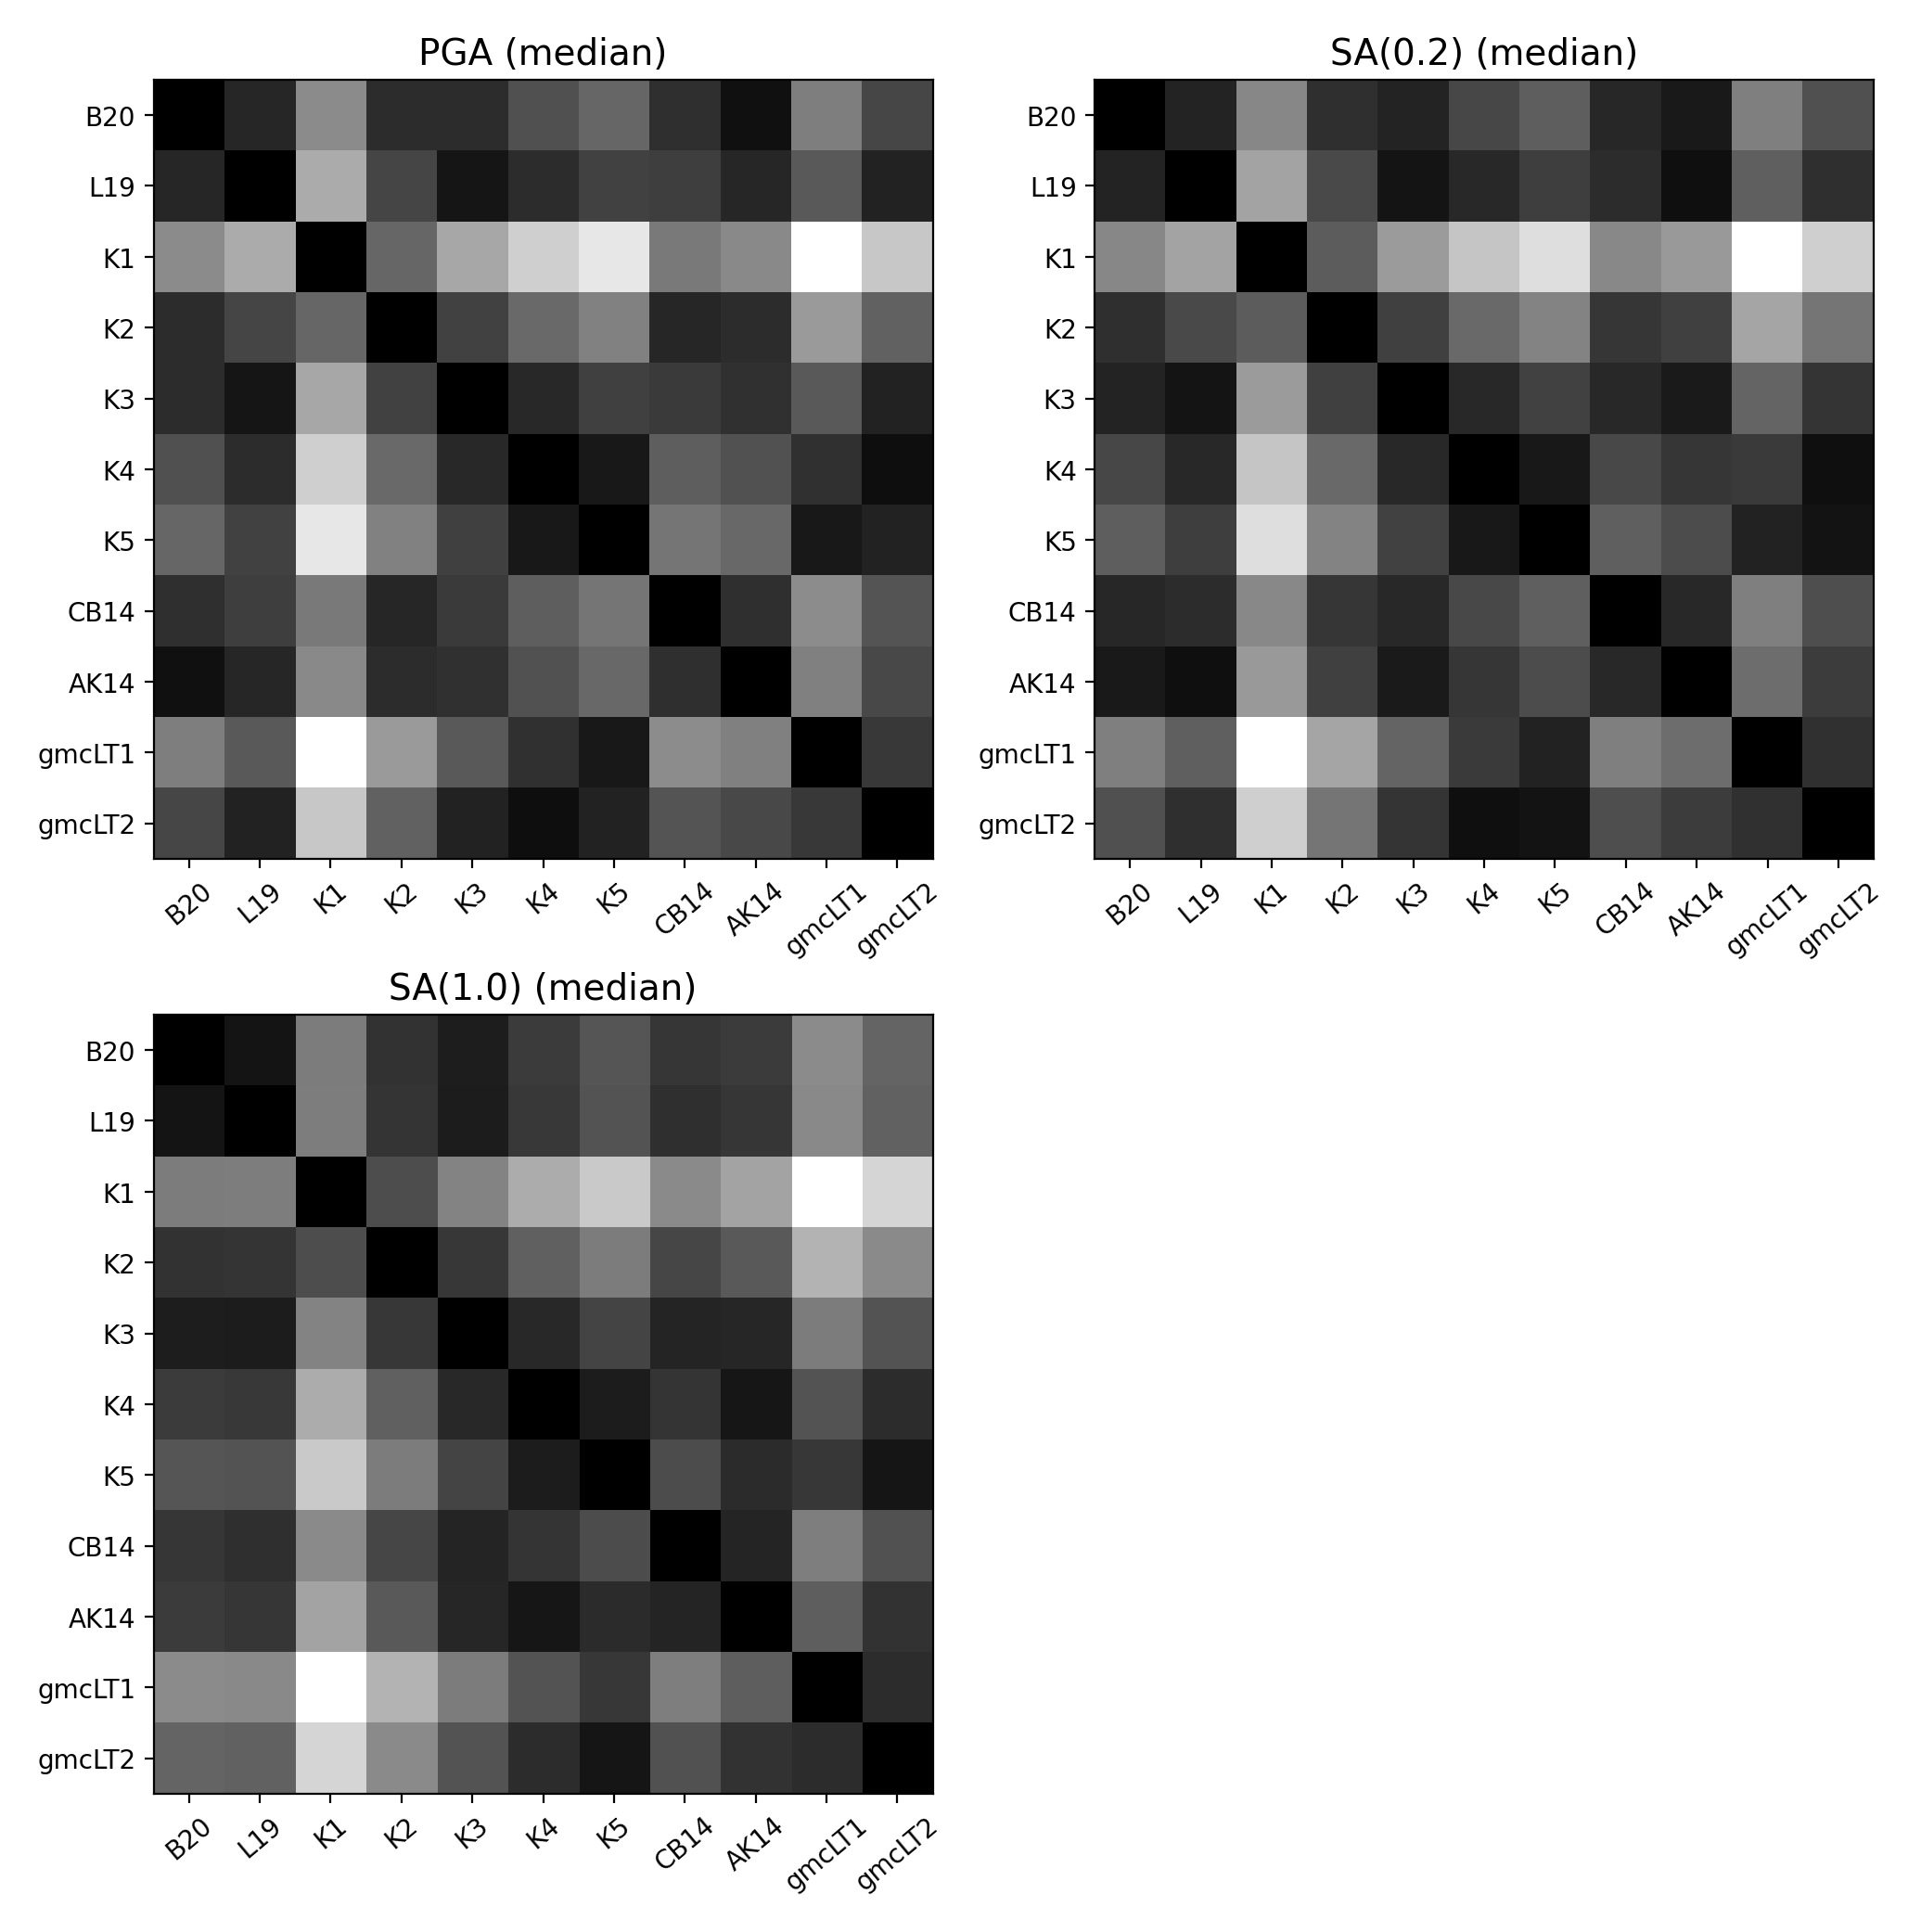 PGA (median)
B20
L19
K1
K2
K3
K4
K5
CB14
AK14
gmcLT1
gmcLT2
B20 L19 K1 K2 K3 K4 K5 CB14 AK14 gmcLT1 gmcLT2
SA(0.2) (median)
B20
L19
K1
K2
K3
K4
K5
CB14
AK14
gmcLT1
gmcLT2
B20 L19 K1 K2 K3 K4 K5 CB14 AK14 gmcLT1 gmcLT2
SA(1.0) (median)
B20
L19
K1
K2
K3
K4
K5
CB14
AK14
gmcLT1
gmcLT2
B20 L19 K1 K2 K3 K4 K5 CB14 AK14 gmcLT1 gmcLT2